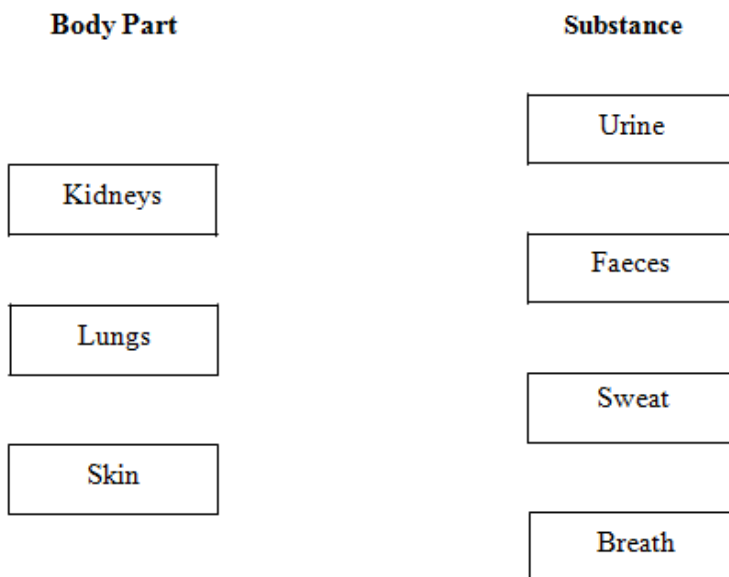 Body Part
Substance
Urine
Kidneys
Faeces
Lungs
Sweat
Skin
Breath